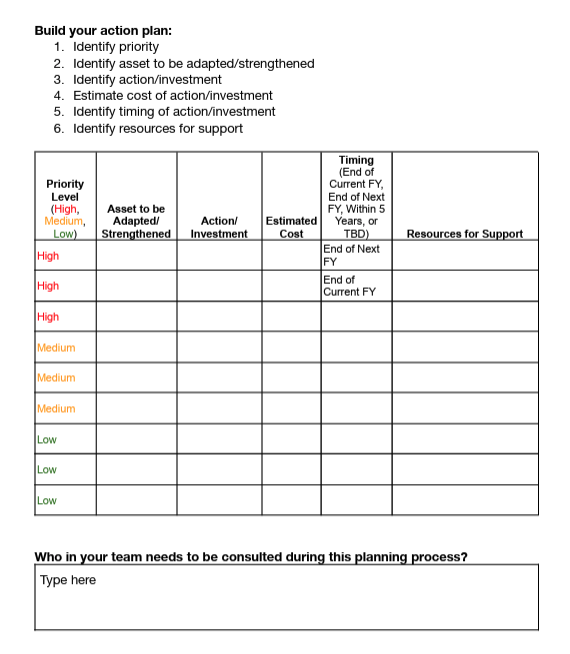 Build your action plan:
1. Identify priority
2. Identify asset to be adapted/strengthened
3. Identify action/investment
4. Estimate cost of action/investment
5. Identify timing of action/investment
6. Identify resources for support
Priority
Level
(High,
Medium,
Low)
Asset to be
Adapted/
Strengthened
Action/
Investment
Estimated
Cost
Timing
(End of
Current FY,
End of Next
FY, Within 5
Years, or
TBD)
Resources for Support
High
End of Next
FY
High
End of
Current FY
High
Medium
Medium
Medium
Low
Low
Low
Who in your team needs to be consulted during this planning process?
Type here